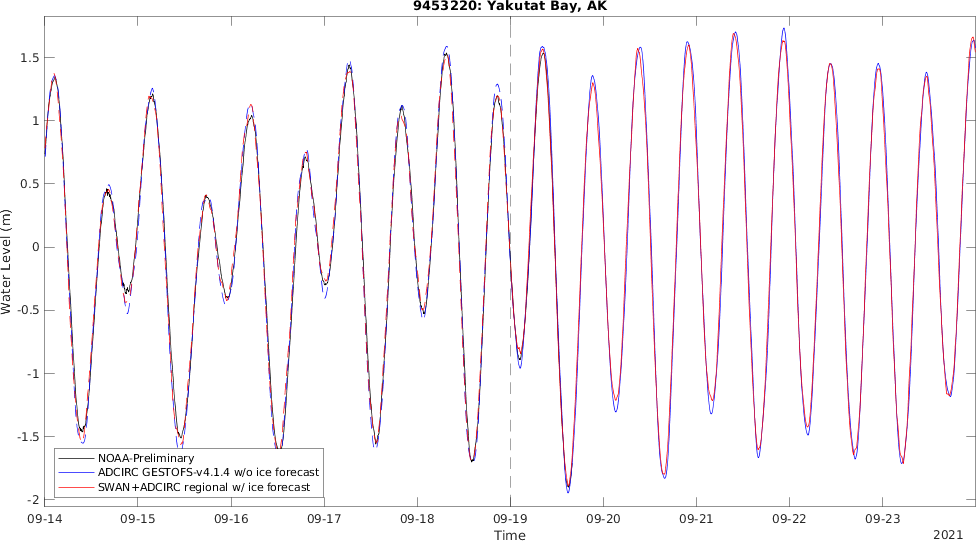 9453220: Yakutat Bay, AK
Water Level (m)
1.5
1
0.5
0
-0.5
-1
-1.5
-2
NOAA-Preliminary
ADCIRC GESTOFS-v4.1.4 w/o ice forecast
SWAN+ADCIRC regional w/ ice forecast
09-14 09-15 09-16 09-17 09-18 09-19 09-20 09-21 09-22 09-23
Time
2021